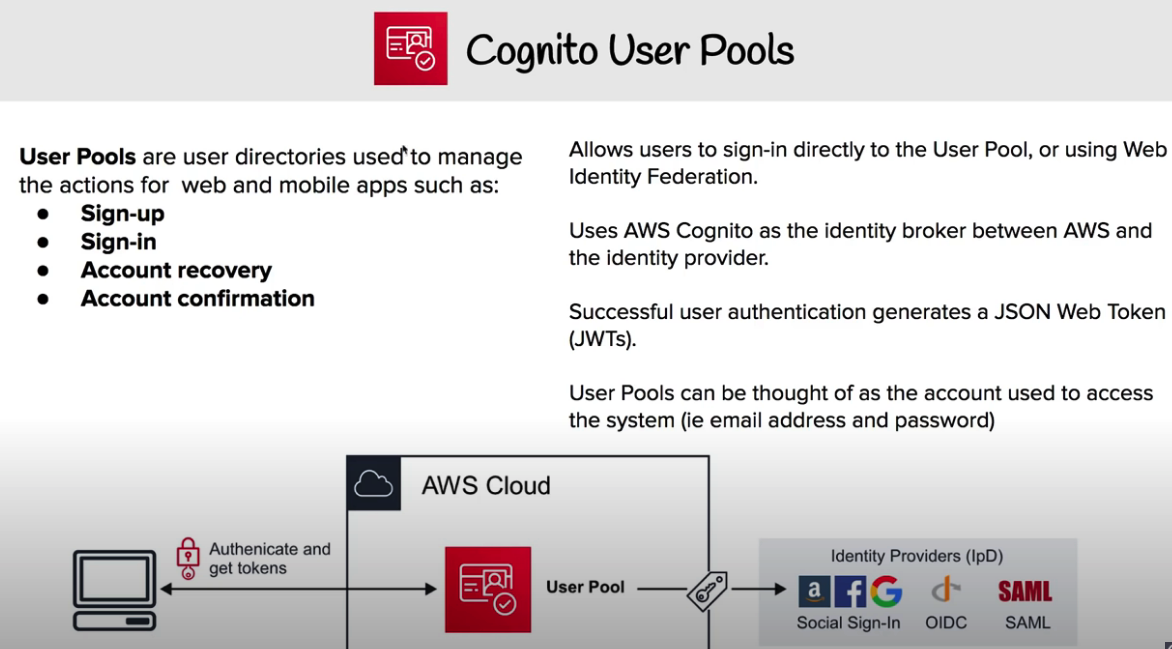 Cognito User Pools
User Pools are user directories used to manage
the actions for web and mobile apps such as:
● Sign-up
● Sign-in
● Account recovery
● Account confirmation
Allows users to sign-in directly to the User Pool, or using Web
Identity Federation.
Uses AWS Cognito as the identity broker between AWS and
the identity provider.
Successful user authentication generates a JSON Web Token
(JWTs).
User Pools can be thought of as the account used to access
the system (ie email address and password)
AWS Cloud
Authenicate and
get tokens
User Pool
Identity Providers (IpD)
a f G SAML
Social Sign-In OIDC SAML